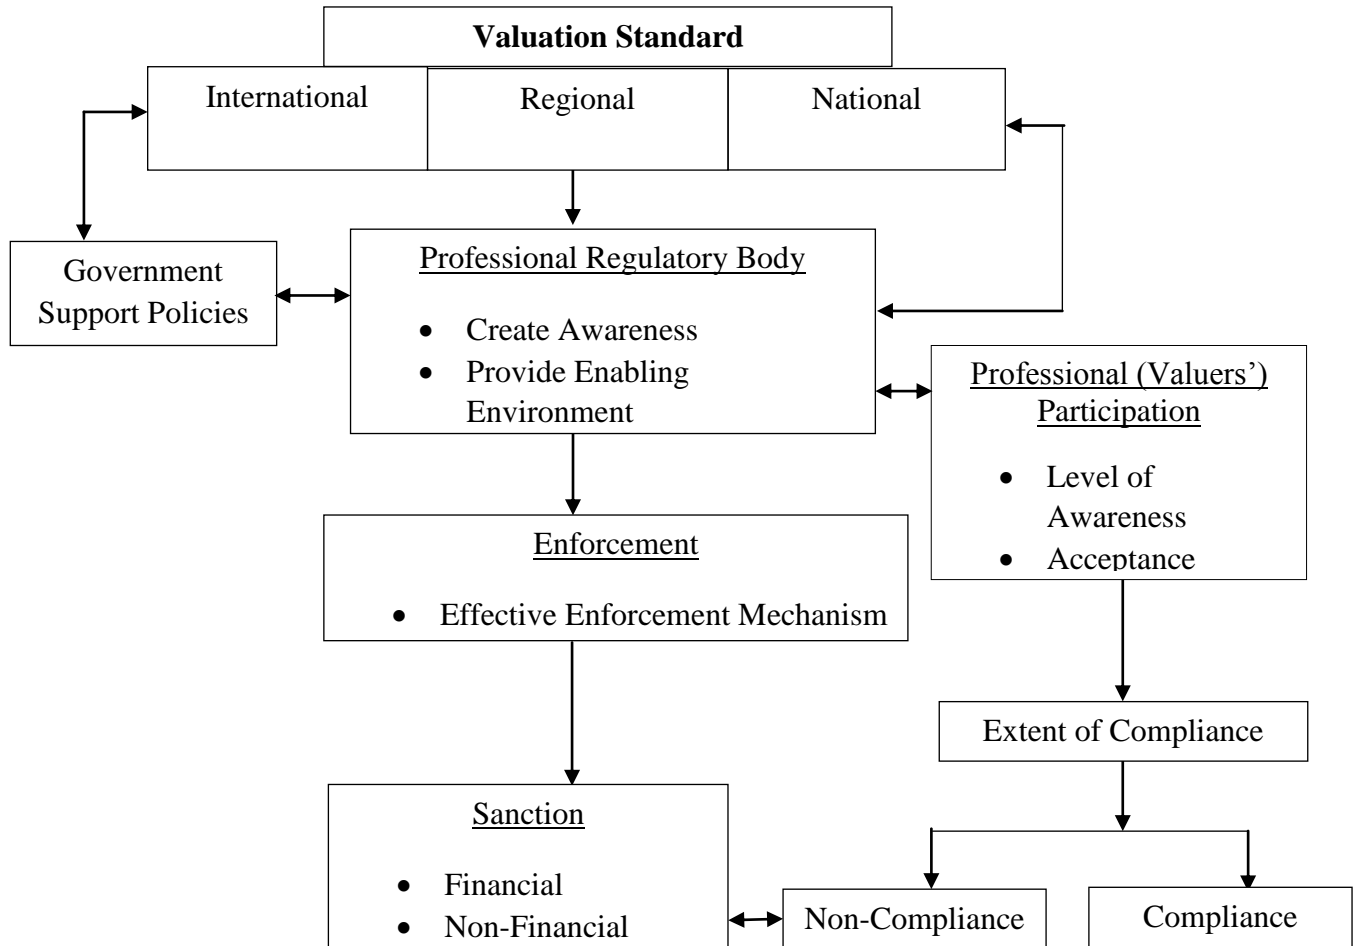 Valuation Standard
International
Regional
National
Government
Support Policies
Professional Regulatory Body
• Create Awareness
• Provide Enabling
Environment
Professional (Valuers’)
Participation
• Level of
Awareness
• Acceptance
Enforcement
• Effective Enforcement Mechanism
Extent of Compliance
Sanction
• Financial
• Non-Financial
Non-Compliance
Compliance